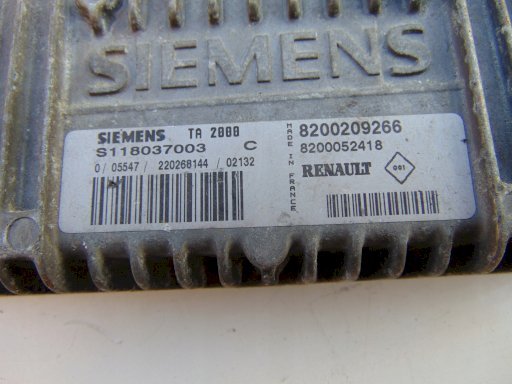 SIEMENS
SIEMENS TA 2000
S118037003 C
0/ 05547/ 220268144 / 02132
MADE IN FRANCE
8200209266
8200052418
RENAULT
001